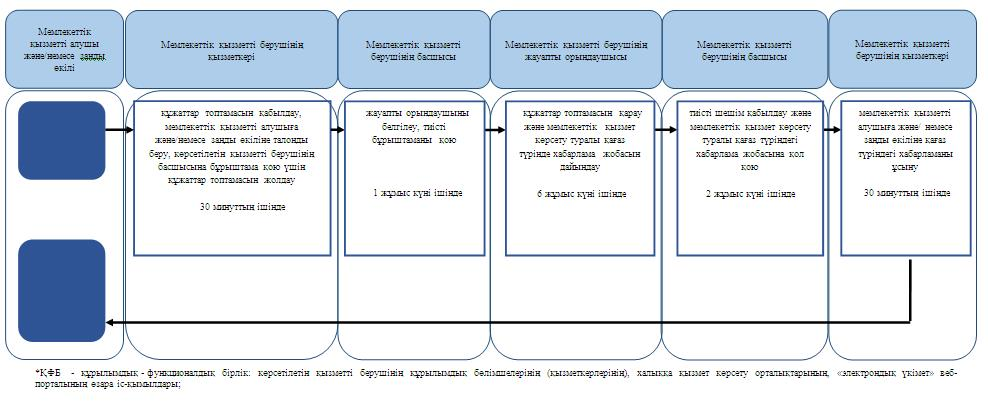 Мемлекеттік
қызметті алушы
және/немесе заңды
өкілі
Мемлекеттік қызметті берушінің
қызметкері
Мемлекеттік қызметті
берушінің басшысы
Мемлекеттік қызметті берушінің
жауапты орындаушысы
Мемлекеттік қызметті
берушінің басшысы
Мемлекеттік қызметті
берушінің қызметкері
құжаттар топтамасын қабылдау,
мемлекеттік қызметті алушыға
және/немесе заңды өкіліне талонды
беру, көрсетілетін қызметті берушінің
басшысына бұрыштама қою үшін
құжаттар топтамасын жолдау
30 минуттың ішінде
жауапты орындаушыны
белгілеу, тиісті
бұрыштаманы қою
1 жұмыс күні ішінде
құжаттар топтамасын қарау
және мемлекеттік қызмет
көрсету туралы қағаз
түрінде хабарлама жобасын
дайындау
6 жұмыс күні ішінде
тиісті шешім қабылдау және
мемлекеттік қызмет көрсету
туралы қағаз түріндегі
хабарлама жобасына қол
қою
2 жұмыс күні ішінде
мемлекеттік қызметті
алушыға және/ немесе
заңды өкіліне қағаз
түріндегі хабарламаны
ұсыну
30 минуттың ішінде
*ҚФБ - құрылымдық - функционалдық бірлік: көрсетілетін қызметті берушінің құрылымдық бөлімшелерінің (қызметкерлерінің), халыққа қызмет көрсету орталықтарының, «электрондық үкімет» веб-
порталының өзара іс-қимылдары;